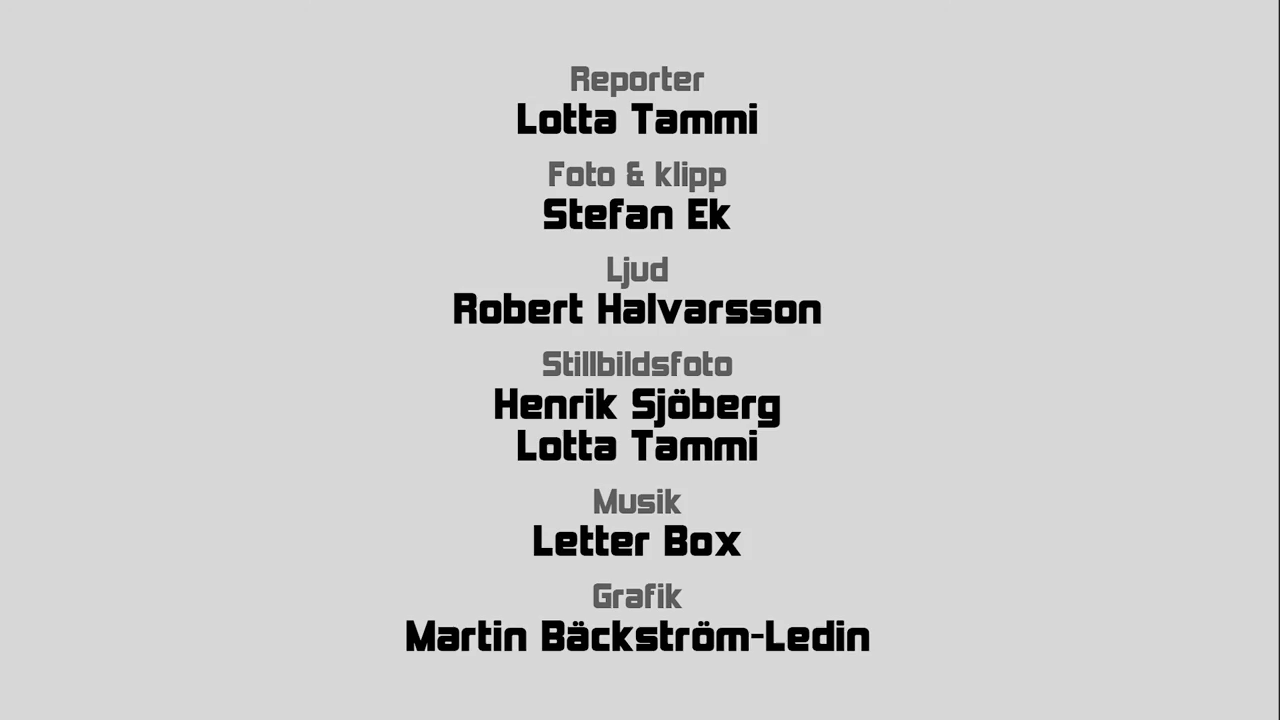 Reporter
Lotta Tammi
Foto & klipp
Stefan Ek
Ljud
Robert Halvarsson
Stillbildsfoto
Henrik Sjöberg
Lotta Tammi
Musik
Letter Box
Grafik
Martin Bäckström-Ledin